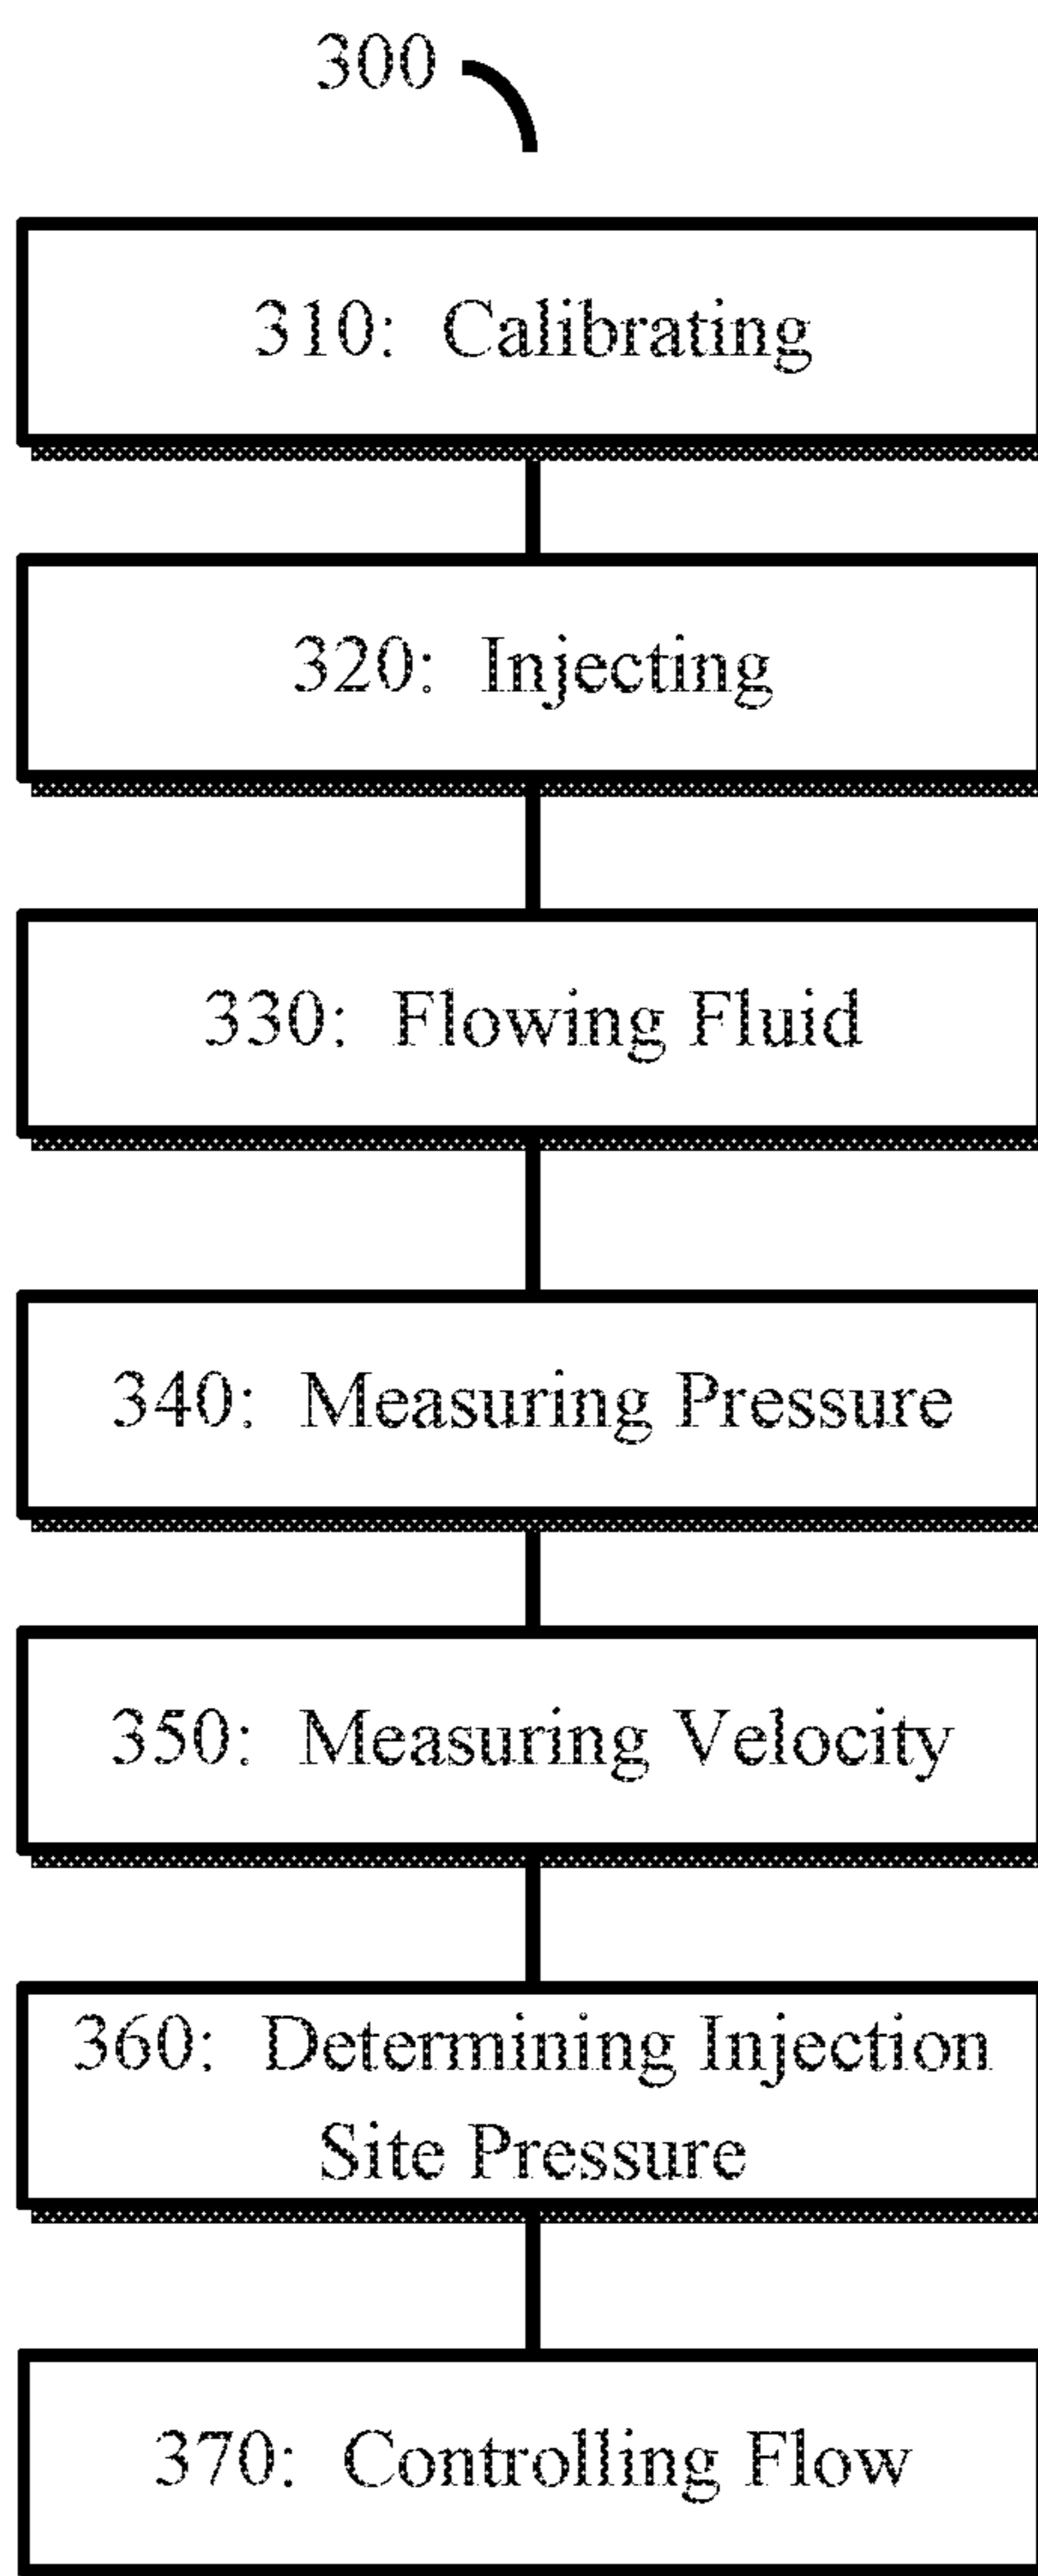 300
310: Calibrating
320: Injecting
330: Flowing Fluid
340: Measuring Pressure
350: Measuring Velocity
360: Determining Injection
Site Pressure
370: Controlling Flow